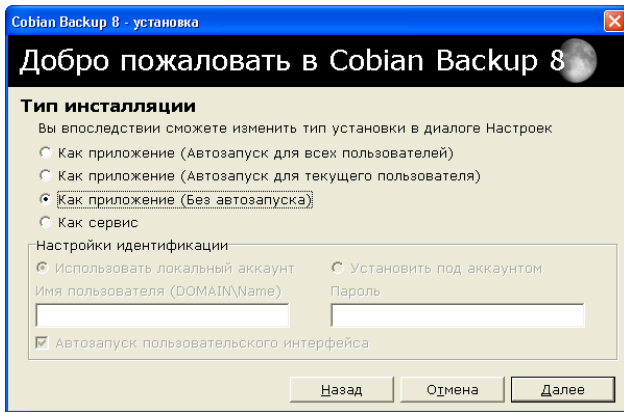 Cobian Backup 8 - установка
Добро пожаловать в Cobian Backup 8
Тип инсталляции
Вы впоследствии сможете изменить тип установки в диалоге Настроек
Как приложение (Автозапуск для всех пользователей)
Как приложение (Автозапуск для текущего пользователя)
Как приложение (Без автозапуска)
Как сервис
Настройки идентификации
Использовать локальный аккаунт Установить под аккаунтом
Имя пользователя (DOMAIN\Name) Пароль
Автозапуск пользовательского интерфейса
Назад Отмена Далее